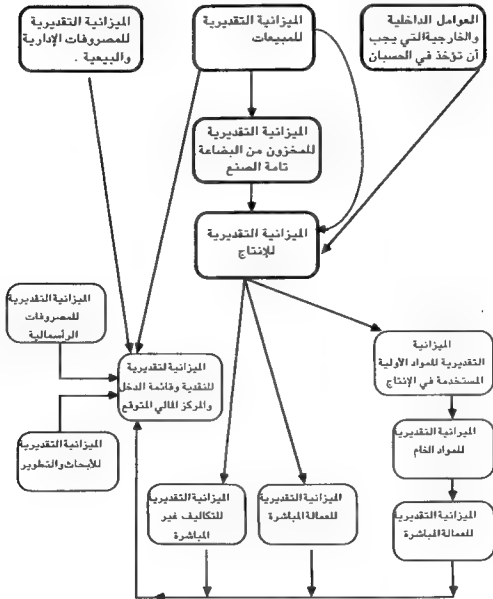 العوامل الداخلية
والخارجية التي يجب
أن تؤخذ في الحسبان
الميزانية التقديرية
للمبيعات
الميزانية التقديرية
للمصروفات الإدارية
والبيعية .
الميزانية التقديرية
للمخزون من البضاعة
تامة الصنع
الميزانية التقديرية
للإنتاج
الميزانية التقديرية
للمصروفات
الرأسمالية
الميزانية التقديرية
للنقدية وقائمة الدخل
والمركز المالي المتوقع
الميزانية
التقديرية للمواد الأولية
المستخدمة في الإنتاج
الميزانية التقديرية
للمواد الخام
الميزانية التقديرية
للأبحاث والتطوير
الميزانية التقديرية
للعمالة المباشرة
الميزانية التقديرية
للعمالة المباشرة
الميزانية التقديرية
للتكاليف غير
المباشرة